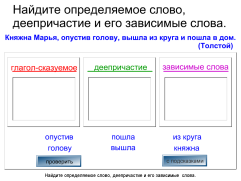 Найдите определяемое слово,
деепричастие и его зависимые слова.
Княжна Марья, опустив голову, вышла из круга и пошла в дом.
(Толстой)
глагол-сказуемое деепричастие зависимые слова
опустив пошла из круга
голову вышла княжна
проверить подсказками
Найдите определяемое слово, деепричастие и его зависимые слова.